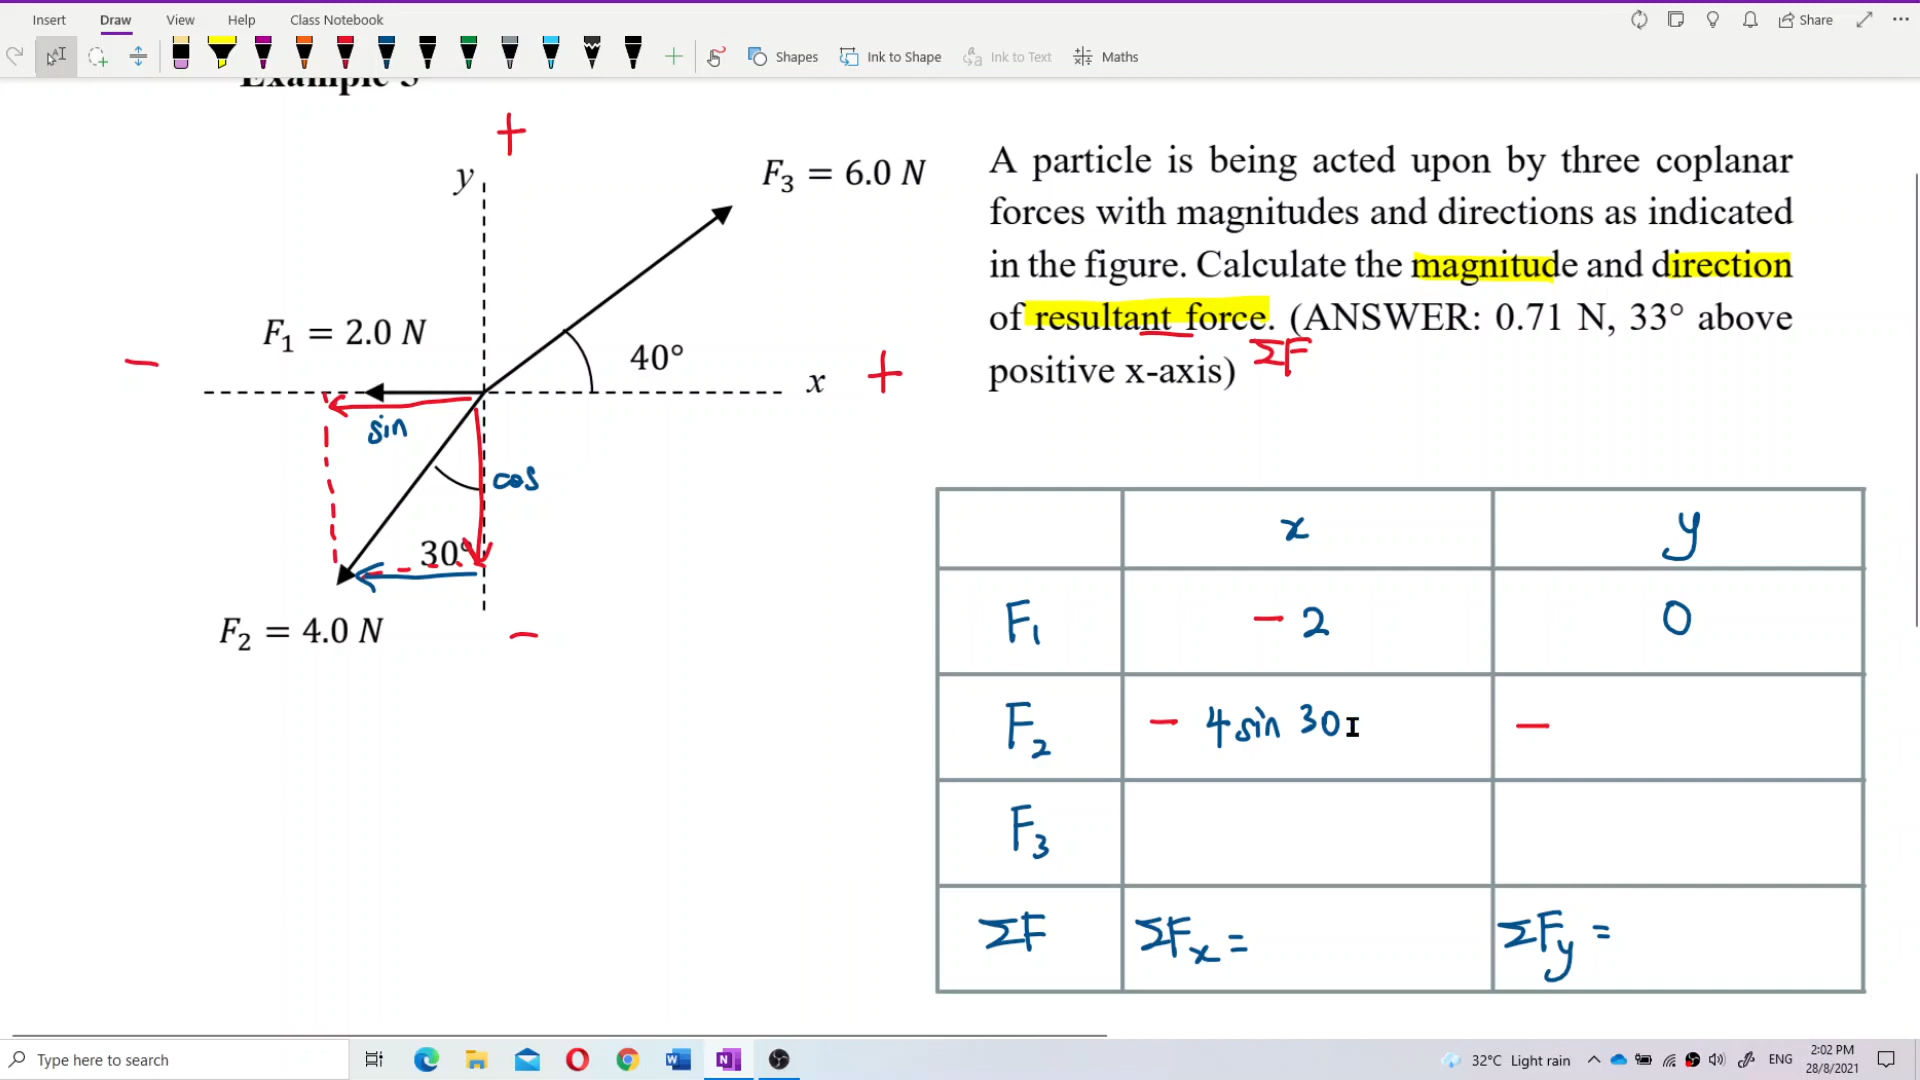 Insert Draw View Help Class Notebook
Share
Shapes Ink to Shape Ink to Text Maths
Example
+
y
F₃ = 6.0 N
A particle is being acted upon by three coplanar
forces with magnitudes and directions as indicated
in the figure. Calculate the magnitude and direction
of resultant force. (ANSWER: 0.71 N, 33° above
positive x-axis) ΣF
F₁ = 2.0 N
40°
−
x +
sin
cos
30°
F₂ = 4.0 N
−
x y
F₁ − 2 0
F₂ − 4 sin 30 −
F₃
ΣF ΣFₓ = ΣFy =
Type here to search
32°C Light rain
ENG
2:02 PM
28/8/2021